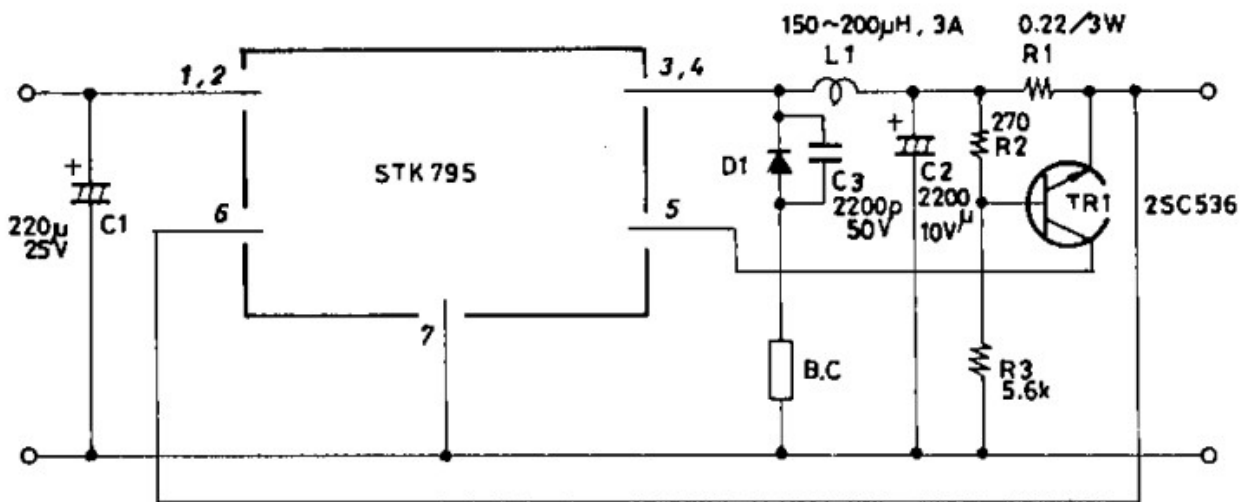 150~200μH, 3A
L1
0.22/3W
R1
1,2
3,4
+
C1
220μ
25V
STK795
6
5
7
D1
C3
2200p
50V
+
C2
2200μ
10V
270
R2
TR1
2SC536
B.C
R3
5.6k